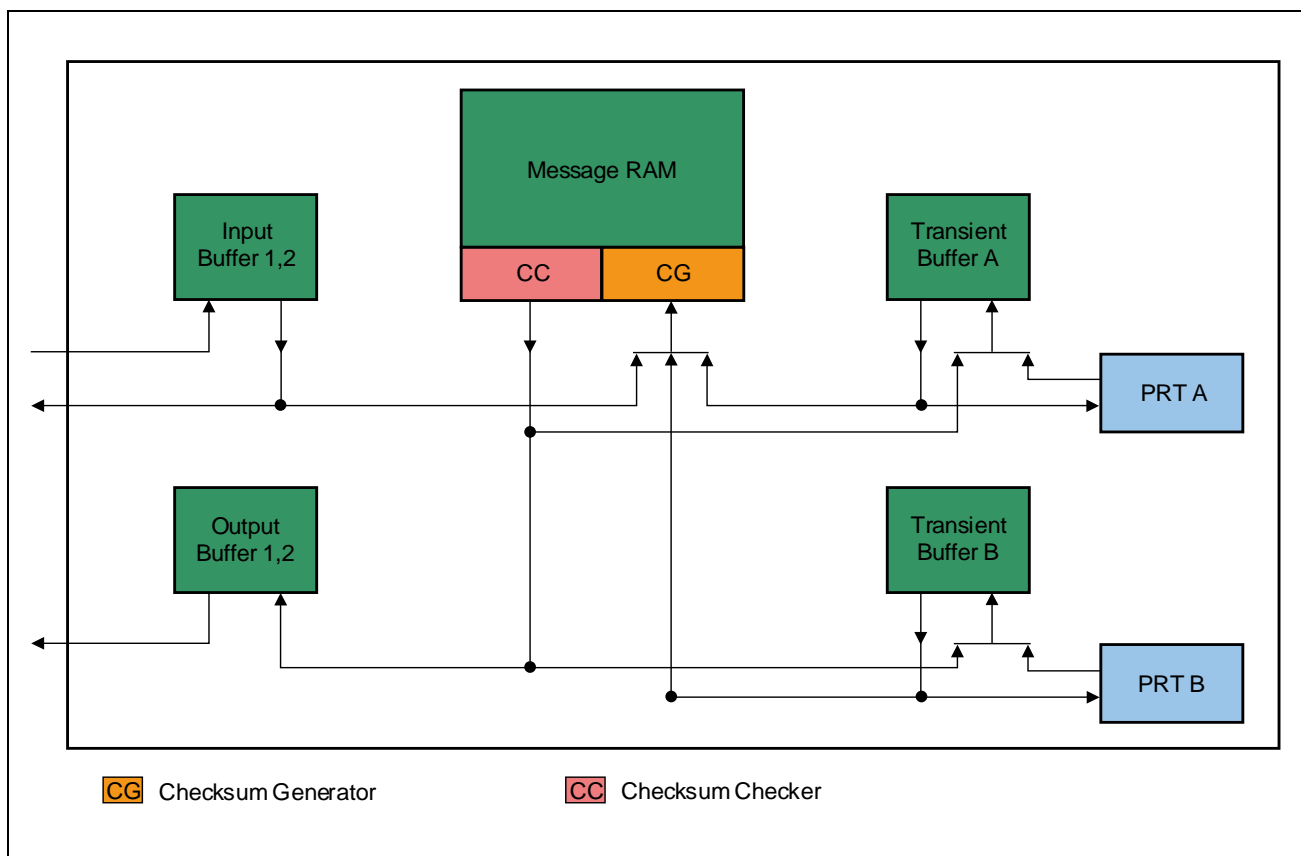 Message RAM
CC
CG
Input
Buffer 1,2
Transient
Buffer A
PRT A
Output
Buffer 1,2
Transient
Buffer B
PRT B
CG Checksum Generator
CC Checksum Checker